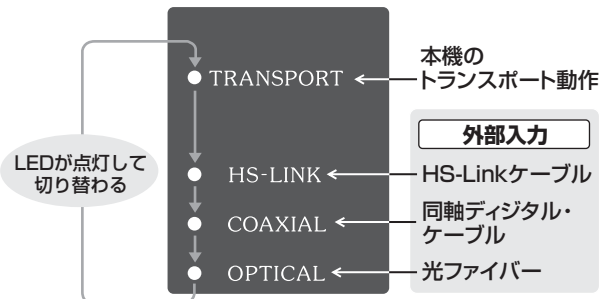 TRANSPORT
本機の
トランスポート動作
外部入力
LEDが点灯して
切り替わる
HS-LINK
HS-Linkケーブル
COAXIAL
同軸ディジタル・
ケーブル
OPTICAL
光ファイバー